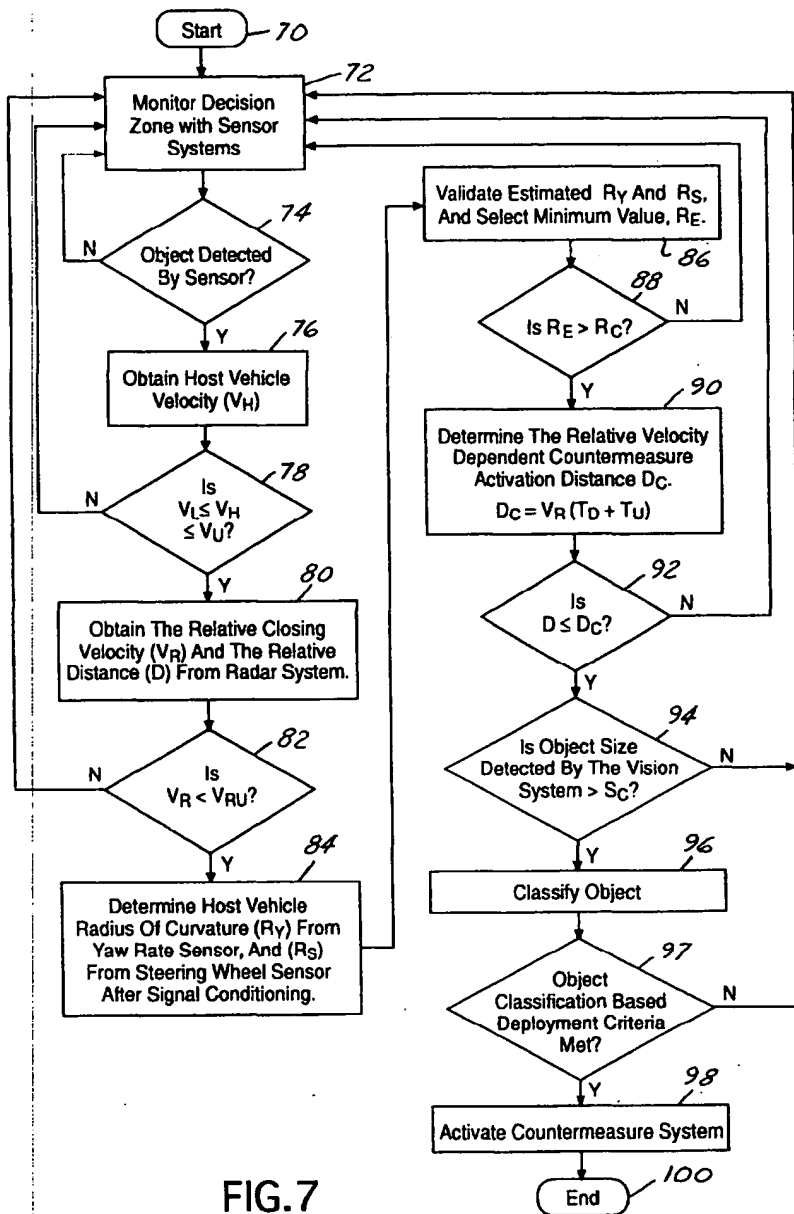 Start
70
72
Monitor Decision
Zone with Sensor
Systems
74
Object Detected
By Sensor?
N
Y
76
Obtain Host Vehicle
Velocity (VH)
78
Is
VL ≤ VH
≤ VU?
N
Y
80
Obtain The Relative Closing
Velocity (VR) And The Relative
Distance (D) From Radar System.
82
Is
VR < VRU?
N
Y
84
Determine Host Vehicle
Radius Of Curvature (RY) From
Yaw Rate Sensor, And (RS)
From Steering Wheel Sensor
After Signal Conditioning.
Validate Estimated RY And RS,
And Select Minimum Value, RE.
86
88
Is RE > RC?
N
Y
90
Determine The Relative Velocity
Dependent Countermeasure
Activation Distance DC.
DC = VR (TD + TU)
92
Is
D ≤ DC?
N
Y
94
Is Object Size
Detected By The Vision
System > SC?
N
Y
96
Classify Object
97
Object
Classification Based
Deployment Criteria
Met?
N
Y
98
Activate Countermeasure System
End
100
FIG.7